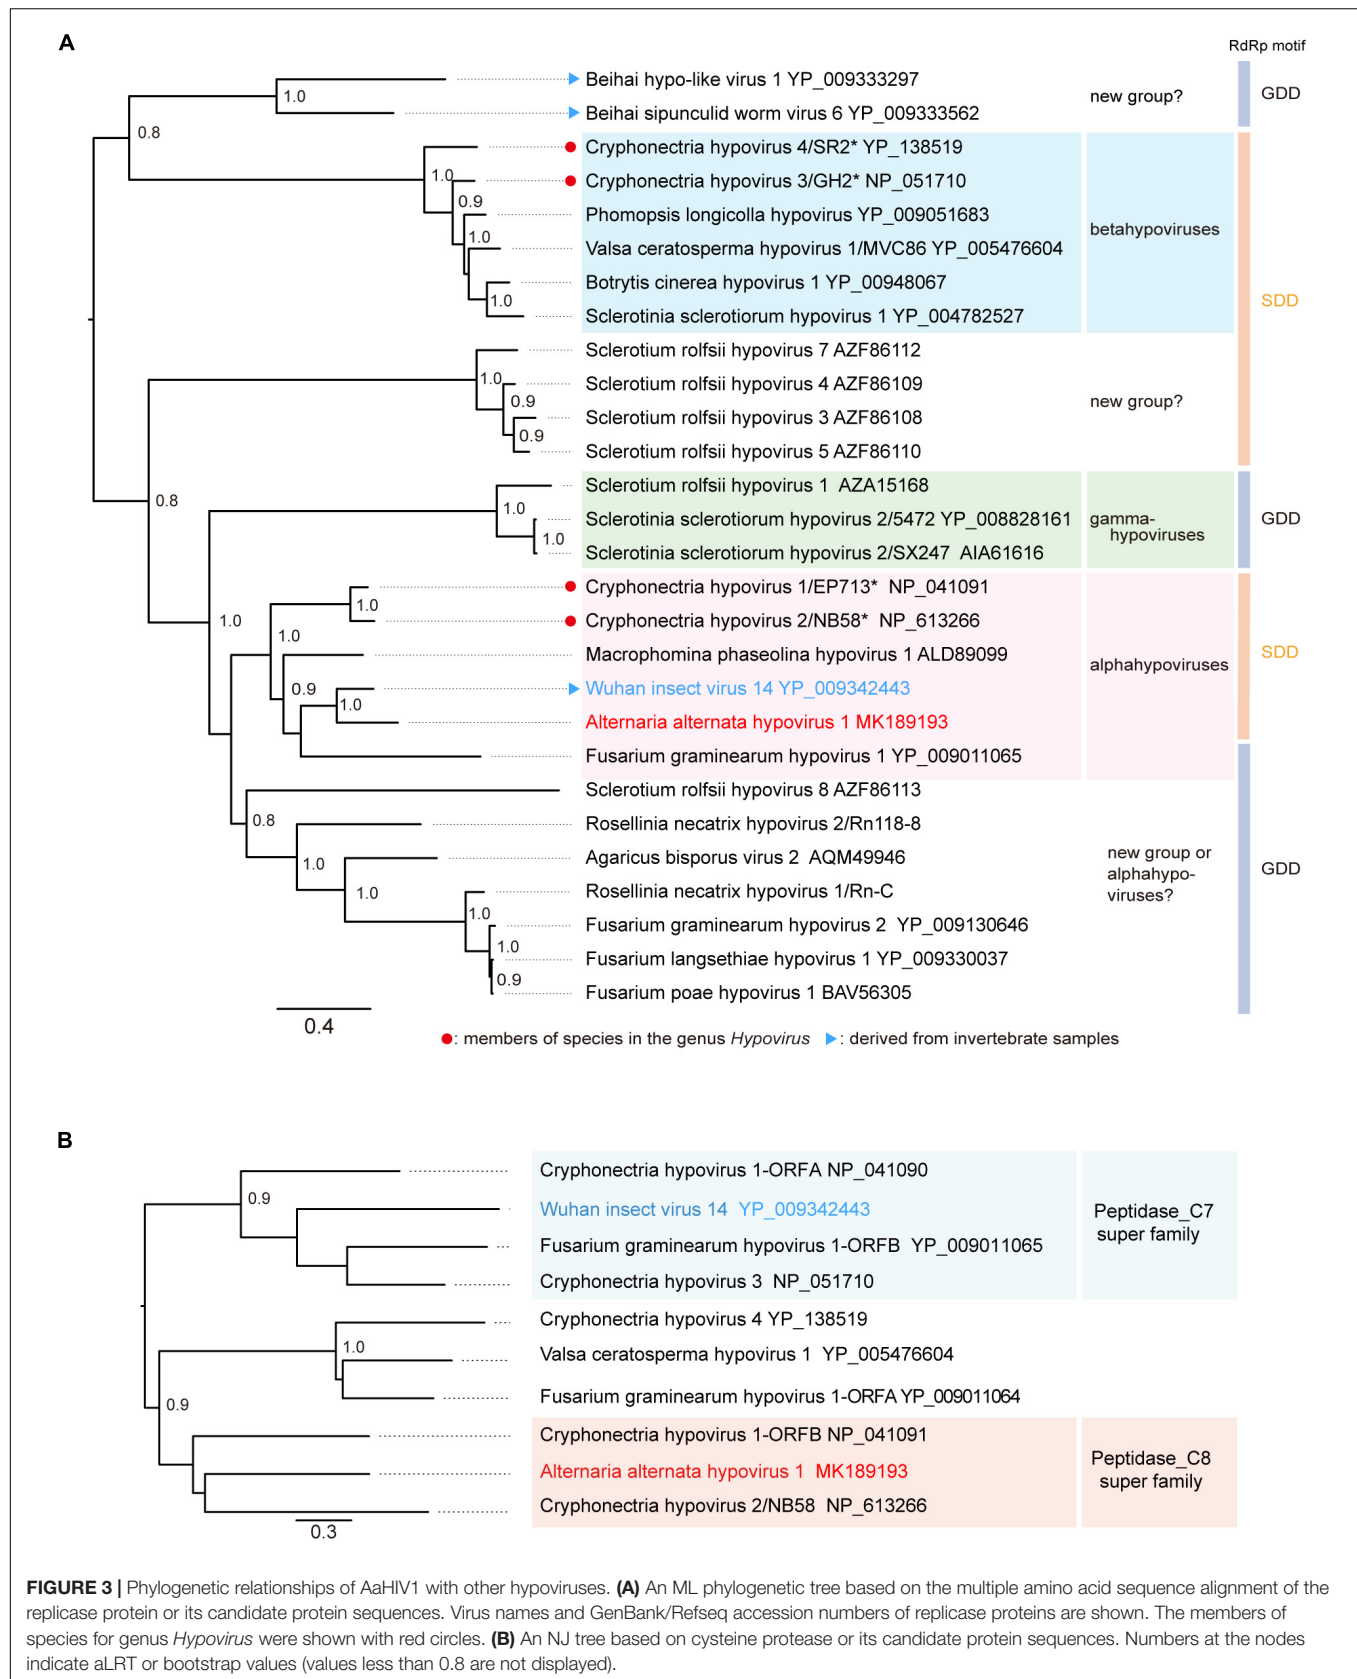 A
RdRp motif
Beihai hypo-like virus 1 YP_009333297
Beihai sipunculid worm virus 6 YP_009333562
new group?
GDD
1.0
0.8
Cryphonectria hypovirus 4/SR2* YP_138519
Cryphonectria hypovirus 3/GH2* NP_051710
Phomopsis longicolla hypovirus YP_009051683
Valsa ceratosperma hypovirus 1/MVC86 YP_005476604
Botrytis cinerea hypovirus 1 YP_00948067
Sclerotinia sclerotiorum hypovirus 1 YP_004782527
betahypoviruses
SDD
1.0
0.9
1.0
1.0
Sclerotium rolfsii hypovirus 7 AZF86112
Sclerotium rolfsii hypovirus 4 AZF86109
Sclerotium rolfsii hypovirus 3 AZF86108
Sclerotium rolfsii hypovirus 5 AZF86110
new group?
1.0
0.9
0.9
0.8
Sclerotium rolfsii hypovirus 1 AZA15168
Sclerotinia sclerotiorum hypovirus 2/5472 YP_008828161
Sclerotinia sclerotiorum hypovirus 2/SX247 AIA61616
gamma-
hypoviruses
GDD
1.0
1.0
Cryphonectria hypovirus 1/EP713* NP_041091
Cryphonectria hypovirus 2/NB58* NP_613266
Macrophomina phaseolina hypovirus 1 ALD89099
Wuhan insect virus 14 YP_009342443
Alternaria alternata hypovirus 1 MK189193
Fusarium graminearum hypovirus 1 YP_009011065
alphahypoviruses
SDD
1.0
1.0
1.0
0.9
1.0
Sclerotium rolfsii hypovirus 8 AZF86113
Rosellinia necatrix hypovirus 2/Rn118-8
Agaricus bisporus virus 2 AQM49946
Rosellinia necatrix hypovirus 1/Rn-C
Fusarium graminearum hypovirus 2 YP_009130646
Fusarium langsethiae hypovirus 1 YP_009330037
Fusarium poae hypovirus 1 BAV56305
new group or
alphahypo-
viruses?
GDD
0.8
1.0
1.0
1.0
1.0
0.9
0.4
: members of species in the genus Hypovirus : derived from invertebrate samples
B
Cryphonectria hypovirus 1-ORFA NP_041090
Wuhan insect virus 14 YP_009342443
Fusarium graminearum hypovirus 1-ORFB YP_009011065
Cryphonectria hypovirus 3 NP_051710
Peptidase_C7
super family
0.9
Cryphonectria hypovirus 4 YP_138519
Valsa ceratosperma hypovirus 1 YP_005476604
Fusarium graminearum hypovirus 1-ORFA YP_009011064
1.0
0.9
Cryphonectria hypovirus 1-ORFB NP_041091
Alternaria alternata hypovirus 1 MK189193
Cryphonectria hypovirus 2/NB58 NP_613266
Peptidase_C8
super family
0.3
FIGURE 3 | Phylogenetic relationships of AaHIV1 with other hypoviruses. (A) An ML phylogenetic tree based on the multiple amino acid sequence alignment of the
replicase protein or its candidate protein sequences. Virus names and GenBank/Refseq accession numbers of replicase proteins are shown. The members of
species for genus Hypovirus were shown with red circles. (B) An NJ tree based on cysteine protease or its candidate protein sequences. Numbers at the nodes
indicate aLRT or bootstrap values (values less than 0.8 are not displayed).